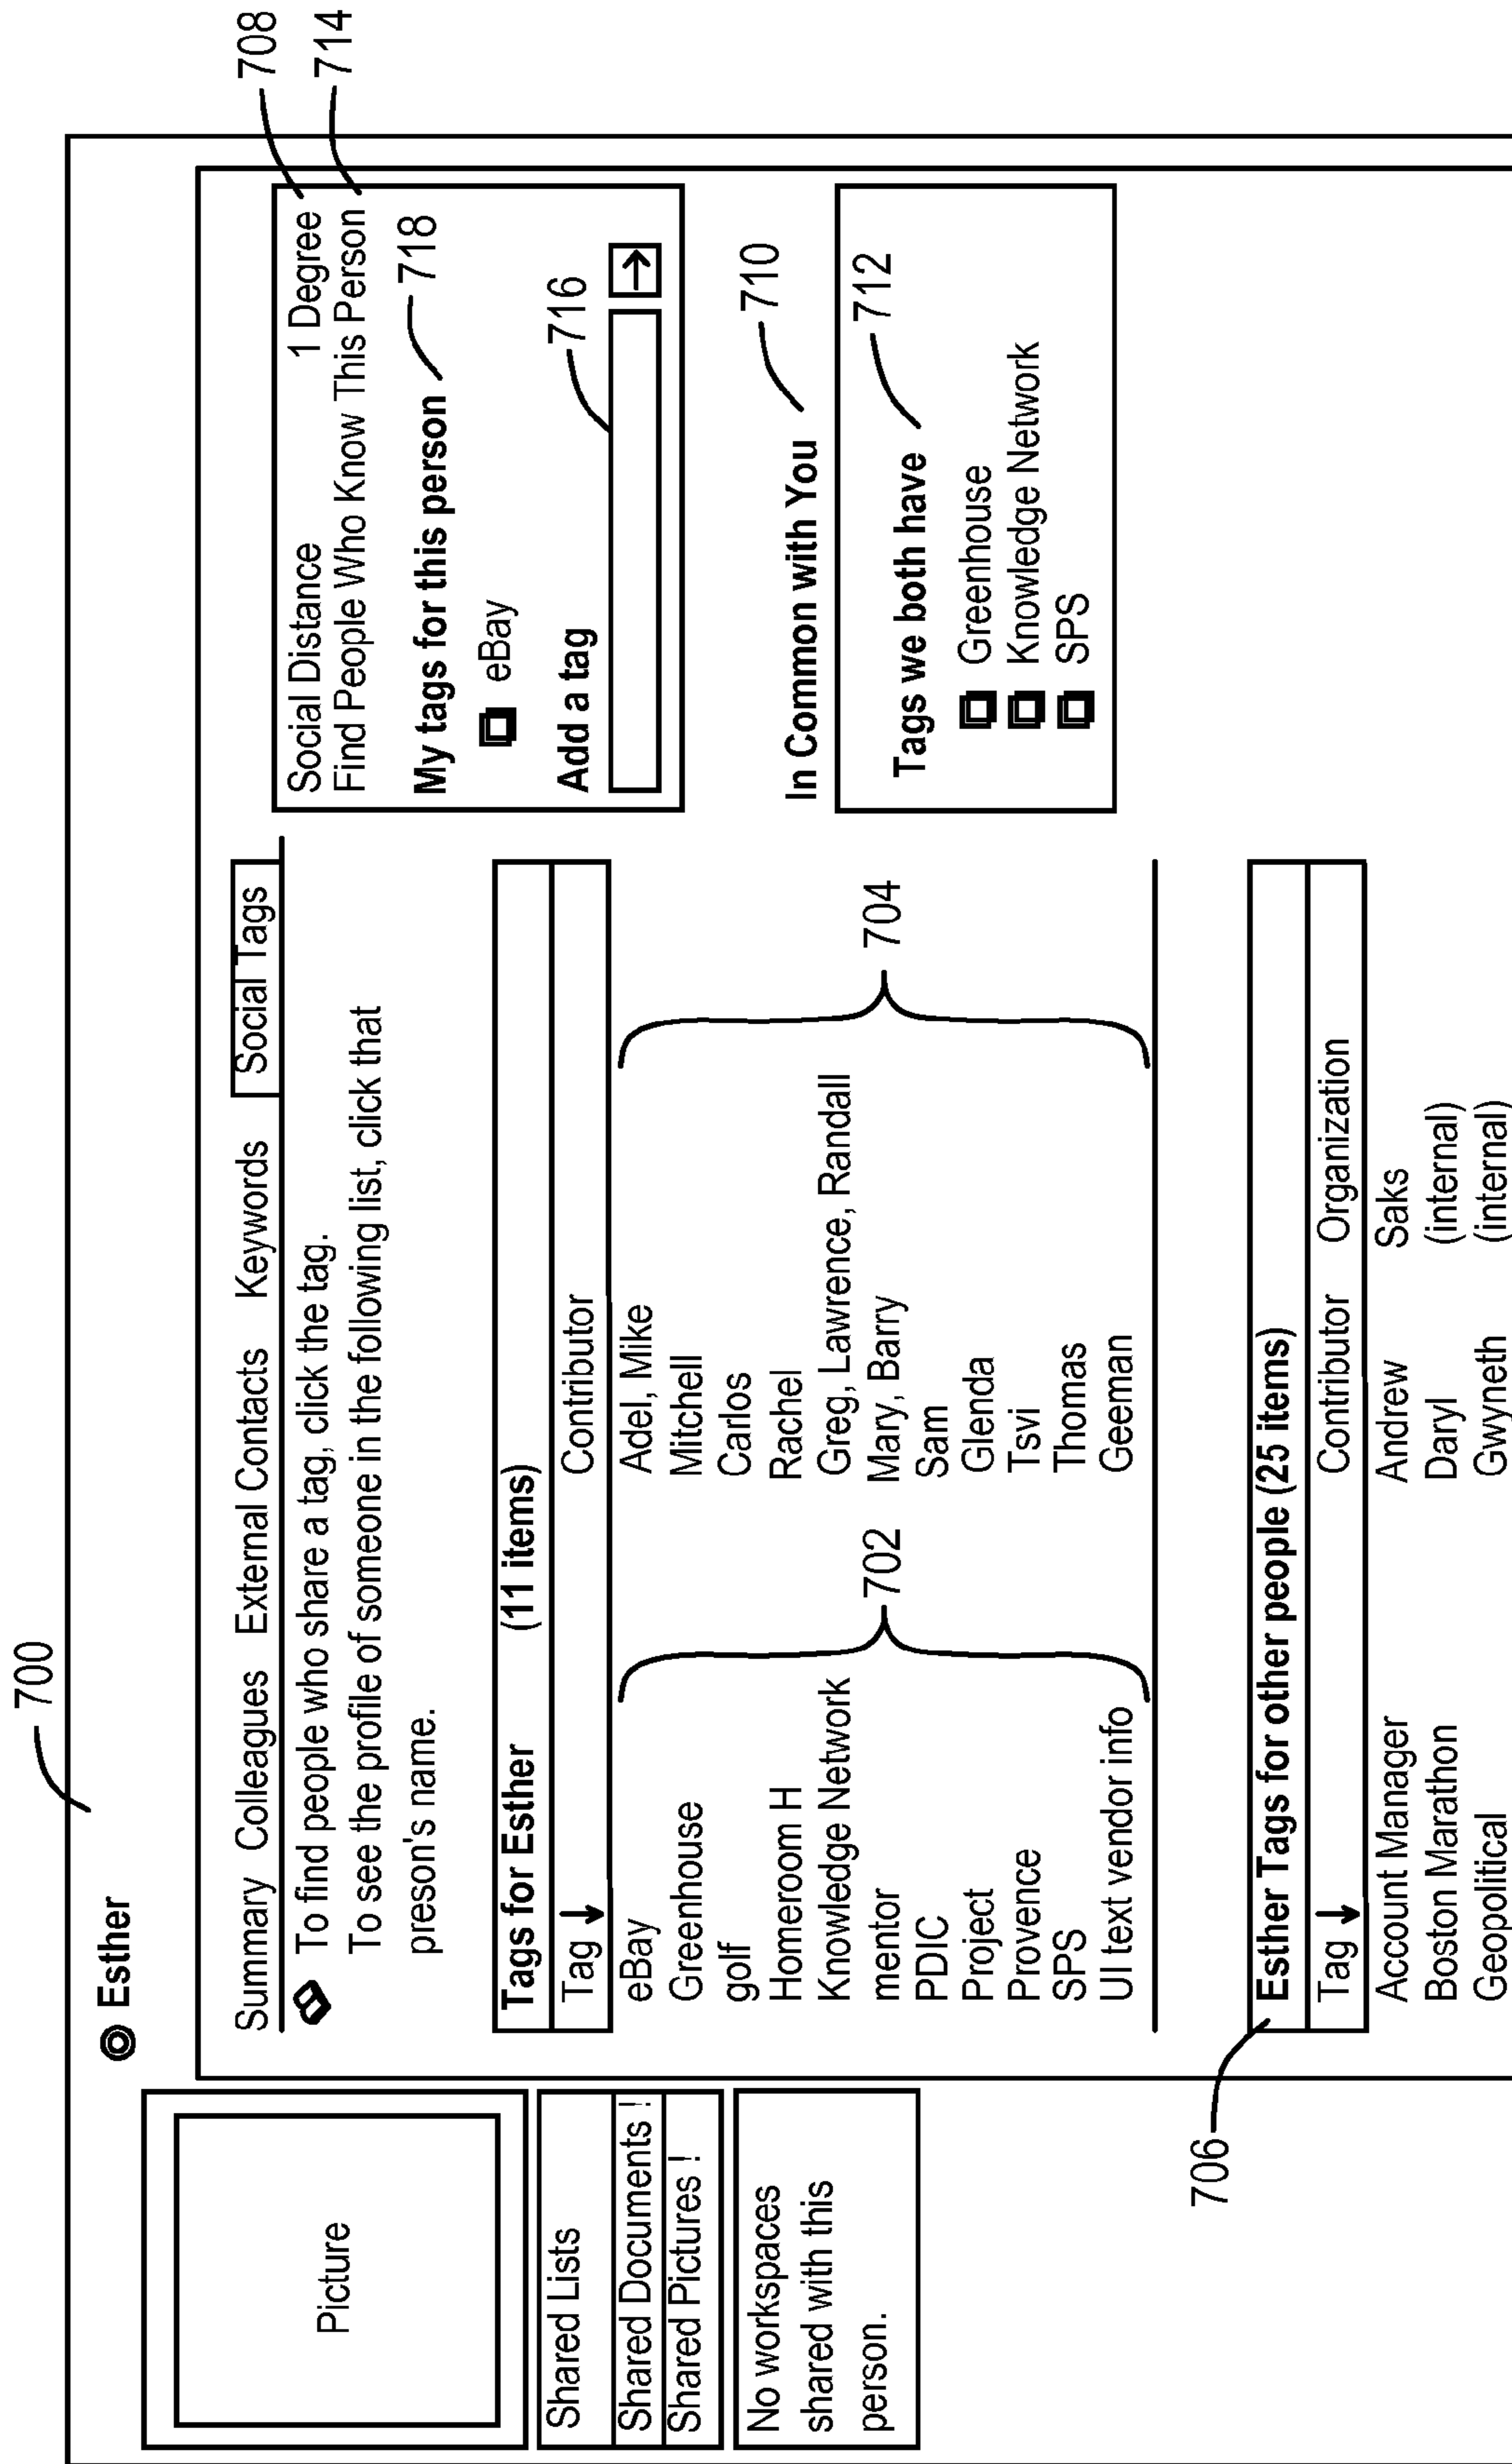 700
Esther
Picture
Shared Lists
Shared Documents !
Shared Pictures !
No workspaces
shared with this
person.
Summary Colleagues External Contacts Keywords Social Tags
To find people who share a tag, click the tag.
To see the profile of someone in the following list, click that
preson's name.
Tags for Esther (11 items)
Tag Contributor
eBay Adel, Mike
Greenhouse Mitchell
golf Carlos
Homeroom H Rachel
Knowledge Network Greg, Lawrence, Randall
mentor Mary, Barry
PDIC Sam
Project Glenda
Provence Tsvi
SPS Thomas
UI text vendor info Geeman
702
704
706
Esther Tags for other people (25 items)
Tag Contributor Organization
Account Manager Andrew Saks
Boston Marathon Daryl (internal)
Geopolitical Gwyneth (internal)
Social Distance 1 Degree
708
Find People Who Know This Person
714
My tags for this person
718
eBay
Add a tag
716
In Common with You
710
Tags we both have
712
Greenhouse
Knowledge Network
SPS